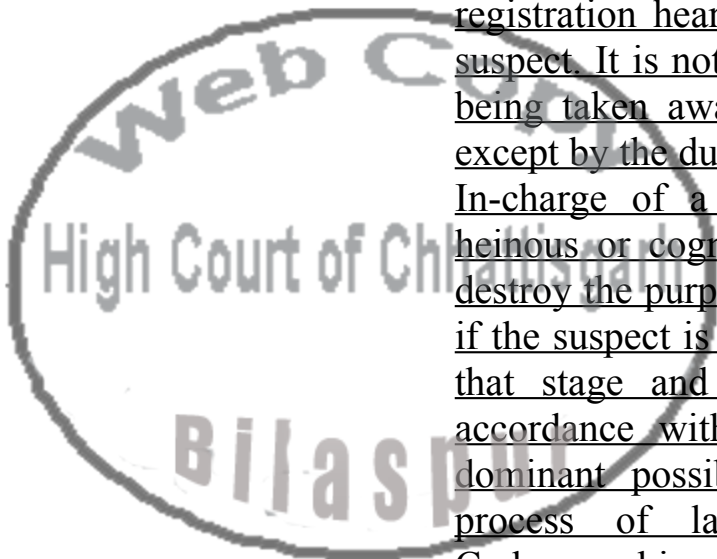 registration hear
suspect. It is not
being taken awa
except by the du
In-charge of a
heinous or cogn
destroy the purp
if the suspect is
that stage and
accordance with
dominant possib
process of la
Web Copy
High Court of Chhattisgarh
Bilaspur